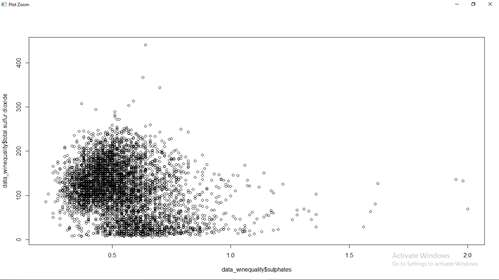 Plot Zoom
data_winequality$total.sulfur.dioxide
400
300
200
100
0
0.5
1.0
1.5
2.0
data_winequality$sulphates
Activate Windows
Go to Settings to activate Windows.